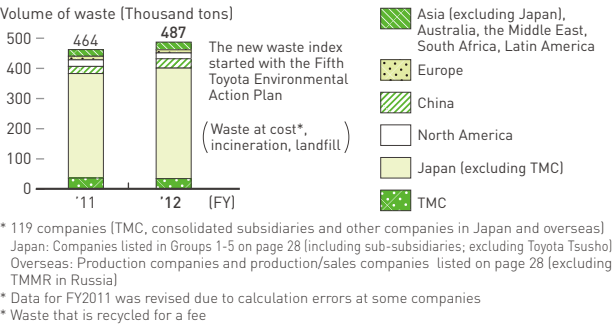 Volume of waste (Thousand tons)
500
400
300
200
100
0
464
487
'11
'12
(FY)
The new waste index
started with the Fifth
Toyota Environmental
Action Plan
(Waste at cost*,
incineration, landfill)
Asia (excluding Japan),
Australia, the Middle East,
South Africa, Latin America
Europe
China
North America
Japan (excluding TMC)
TMC
* 119 companies (TMC, consolidated subsidiaries and other companies in Japan and overseas)
Japan: Companies listed in Groups 1-5 on page 28 (including sub-subsidiaries; excluding Toyota Tsusho)
Overseas: Production companies and production/sales companies listed on page 28 (excluding
TMMR in Russia)
* Data for FY2011 was revised due to calculation errors at some companies
* Waste that is recycled for a fee